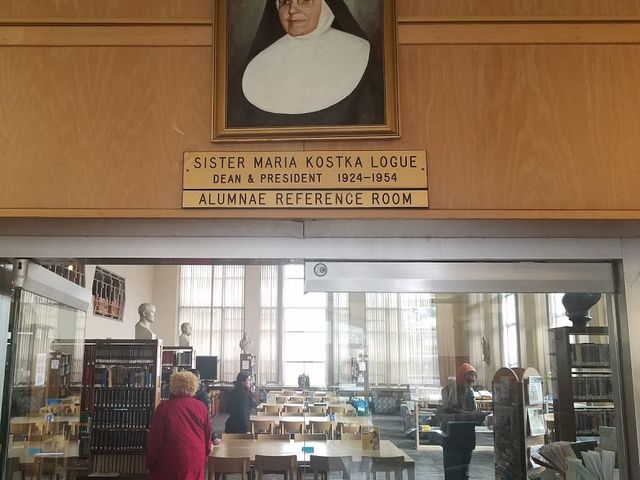 SISTER MARIA KOSTKA LOGUE
DEAN & PRESIDENT 1924-1954
ALUMNAE REFERENCE ROOM